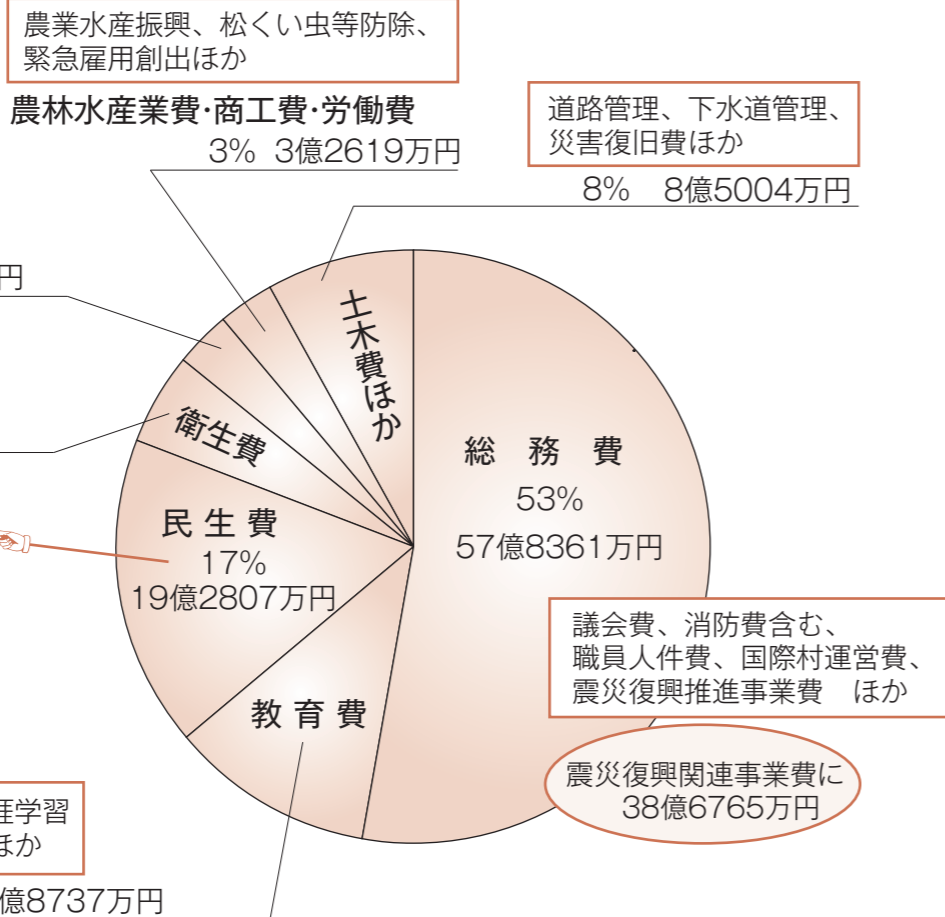 農業水産振興、松くい虫等防除、
緊急雇用創出ほか
農林水産業費・商工費・労働費
3% 3億2619万円
道路管理、下水道管理、
災害復旧費ほか
8% 8億5004万円
円
土木費ほか
衛生費
総務費
53%
57億8361万円
民生費
17%
19億2807万円
議会費、消防費含む、
職員人件費、国際村運営費、
震災復興推進事業費 ほか
教育費
震災復興関連事業費に
38億6765万円
涯学習
ほか
億8737万円